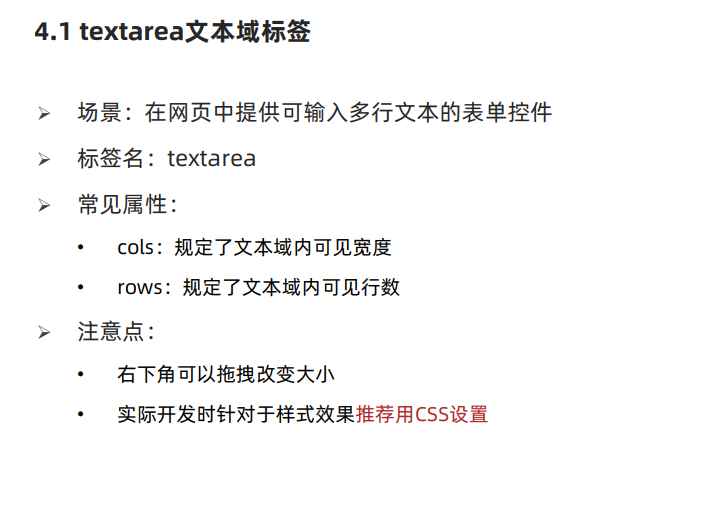 4.1 textarea文本域标签
➢ 场景：在网页中提供可输入多行文本的表单控件
➢ 标签名：textarea
➢ 常见属性：
• cols：规定了文本域内可见宽度
• rows：规定了文本域内可见行数
➢ 注意点：
• 右下角可以拖拽改变大小
• 实际开发时针对于样式效果推荐用CSS设置